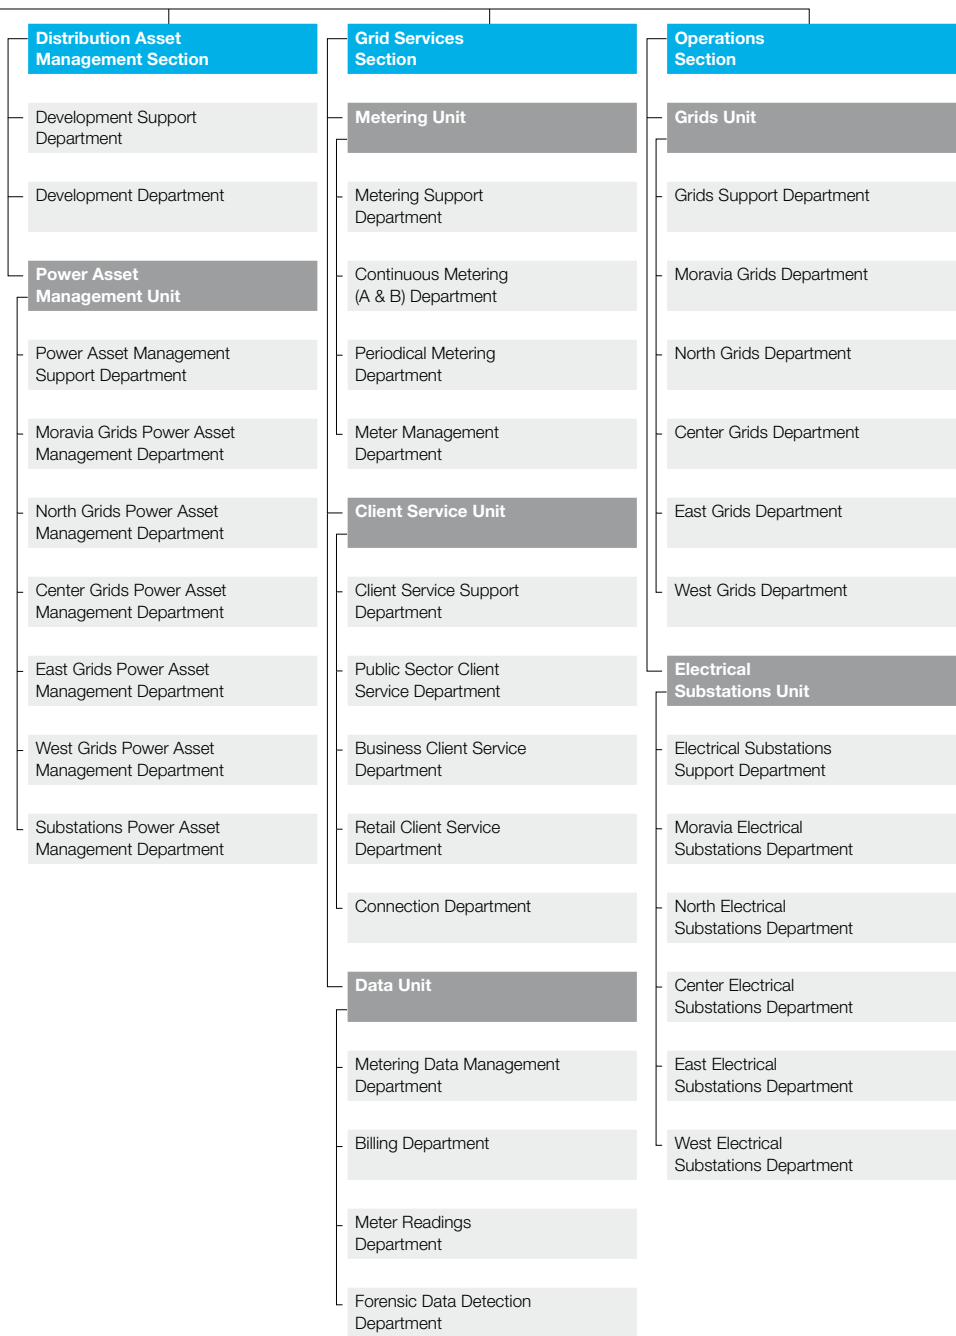 Distribution Asset
Management Section
Development Support
Department
Development Department
Power Asset
Management Unit
Power Asset Management
Support Department
Moravia Grids Power Asset
Management Department
North Grids Power Asset
Management Department
Center Grids Power Asset
Management Department
East Grids Power Asset
Management Department
West Grids Power Asset
Management Department
Substations Power Asset
Management Department
Grid Services
Section
Metering Unit
Metering Support
Department
Continuous Metering
(A & B) Department
Periodical Metering
Department
Meter Management
Department
Client Service Unit
Client Service Support
Department
Public Sector Client
Service Department
Business Client Service
Department
Retail Client Service
Department
Connection Department
Data Unit
Metering Data Management
Department
Billing Department
Meter Readings
Department
Forensic Data Detection
Department
Operations
Section
Grids Unit
Grids Support Department
Moravia Grids Department
North Grids Department
Center Grids Department
East Grids Department
West Grids Department
Electrical
Substations Unit
Electrical Substations
Support Department
Moravia Electrical
Substations Department
North Electrical
Substations Department
Center Electrical
Substations Department
East Electrical
Substations Department
West Electrical
Substations Department